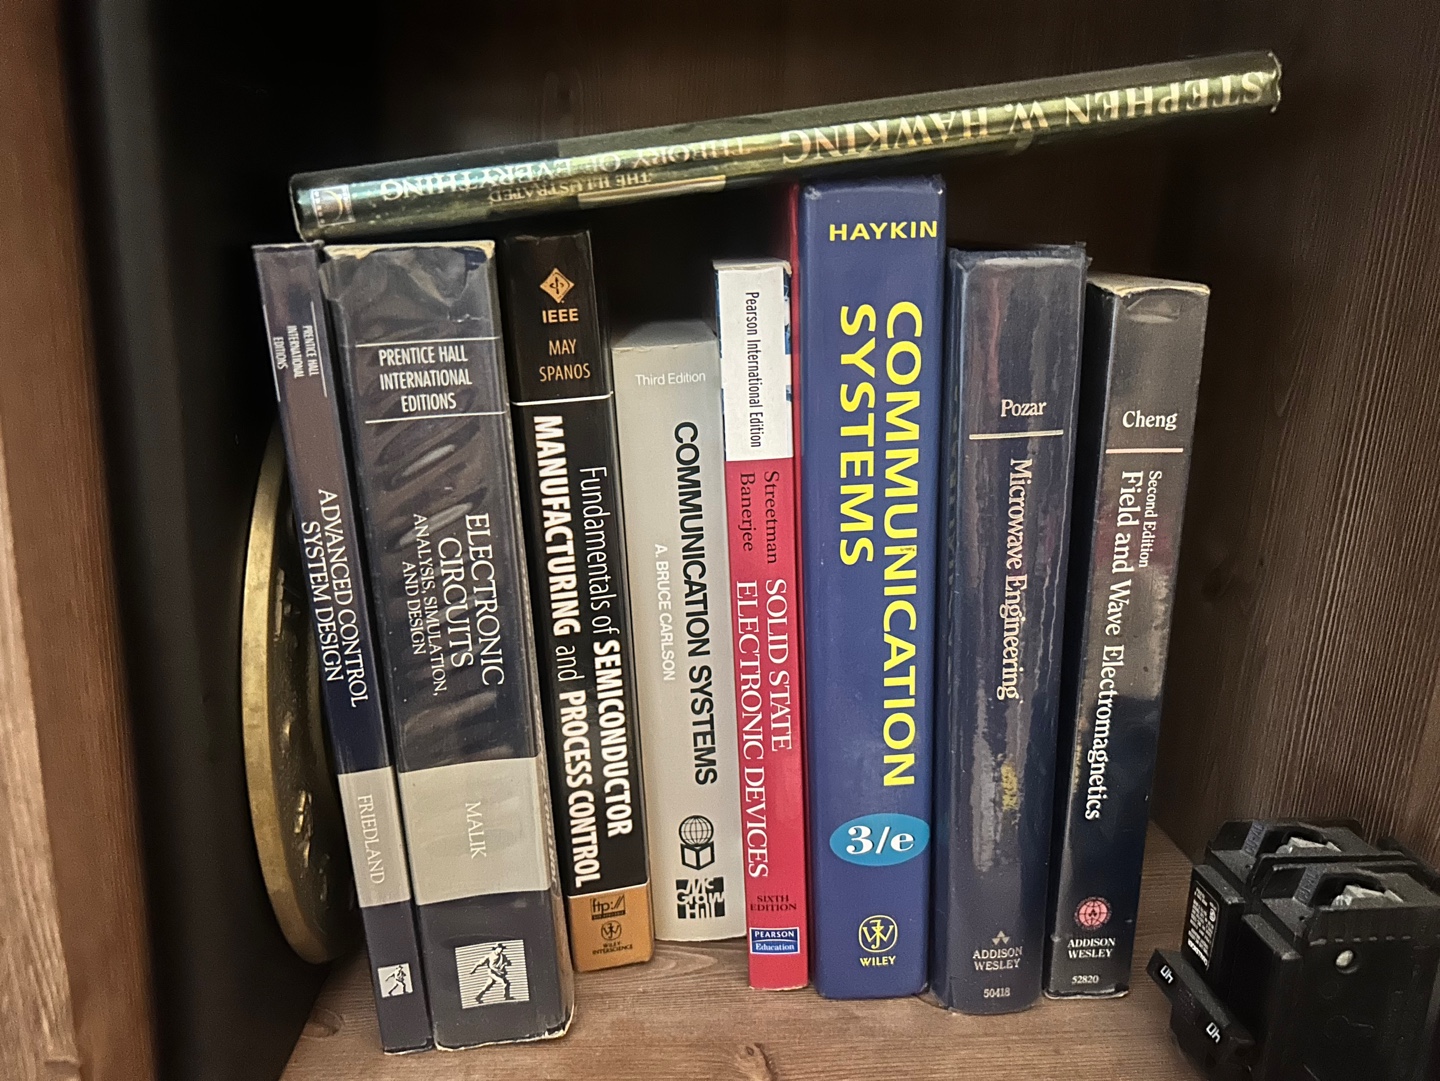 STEPHEN W. HAWKING
THE ILLUSTRATED
THEORY OF EVERYTHING
PRENTICE HALL
INTERNATIONAL
EDITIONS
ADVANCED CONTROL
SYSTEM DESIGN
FRIEDLAND
PRENTICE HALL
INTERNATIONAL
EDITIONS
ELECTRONIC
CIRCUITS
ANALYSIS, SIMULATION,
AND DESIGN
MALIK
IEEE
MAY
SPANOS
Fundamentals of SEMICONDUCTOR
MANUFACTURING and PROCESS CONTROL
ftp://
WILEY
INTERSCIENCE
Third Edition
COMMUNICATION SYSTEMS
A. BRUCE CARLSON
Mc
Graw
Hill
Pearson International Edition
Streetman
Banerjee
SOLID STATE
ELECTRONIC DEVICES
SIXTH
EDITION
PEARSON
Education
HAYKIN
COMMUNICATION
SYSTEMS
3/e
WILEY
Pozar
Microwave Engineering
ADDISON
WESLEY
50418
Cheng
Second Edition
Field and Wave Electromagnetics
ADDISON
WESLEY
52820